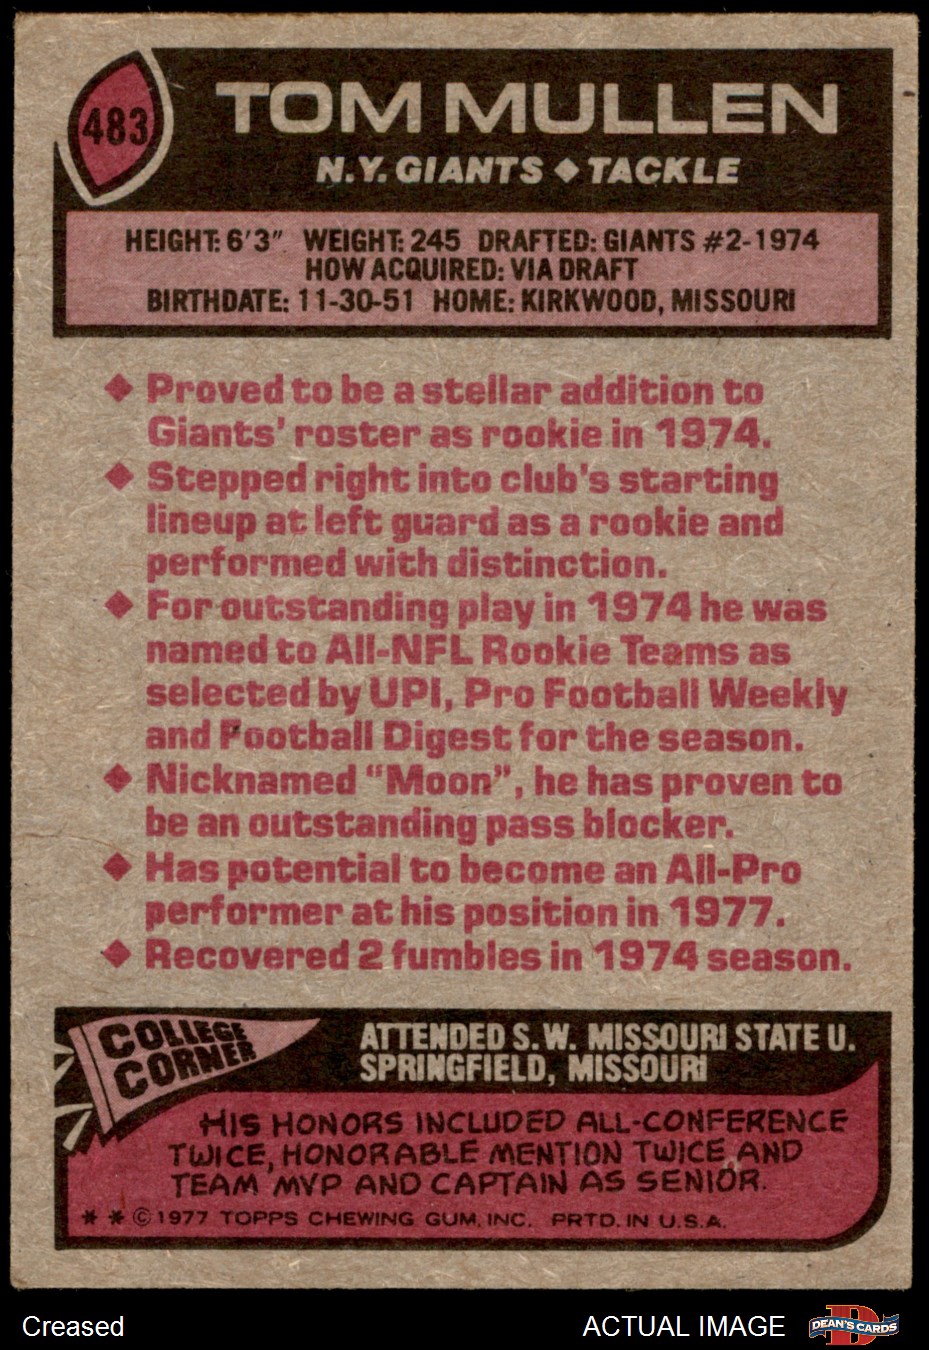 483
TOM MULLEN
N.Y. GIANTS ◆ TACKLE
HEIGHT: 6'3" WEIGHT: 245 DRAFTED: GIANTS #2-1974
HOW ACQUIRED: VIA DRAFT
BIRTHDATE: 11-30-51 HOME: KIRKWOOD, MISSOURI
◆ Proved to be a stellar addition to
Giants' roster as rookie in 1974.
◆ Stepped right into club's starting
lineup at left guard as a rookie and
performed with distinction.
◆ For outstanding play in 1974 he was
named to All-NFL Rookie Teams as
selected by UPI, Pro Football Weekly
and Football Digest for the season.
◆ Nicknamed "Moon", he has proven to
be an outstanding pass blocker.
◆ Has potential to become an All-Pro
performer at his position in 1977.
◆ Recovered 2 fumbles in 1974 season.
COLLEGE
CORNER
ATTENDED S.W. MISSOURI STATE U.
SPRINGFIELD, MISSOURI
HIS HONORS INCLUDED ALL-CONFERENCE
TWICE, HONORABLE MENTION TWICE AND
TEAM MVP AND CAPTAIN AS SENIOR.
* * © 1977 TOPPS CHEWING GUM, INC. PRTD. IN U.S.A.
Creased
ACTUAL IMAGE
D
DEAN'S CARDS